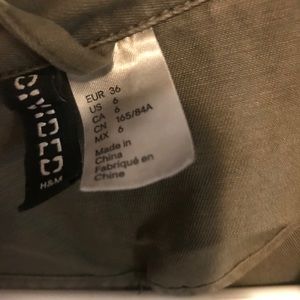 DIVIDED
H&M
EUR 36
US 6
CA 6
CN 165/84A
MX 6
Made in
China
Fabriqué en
Chine